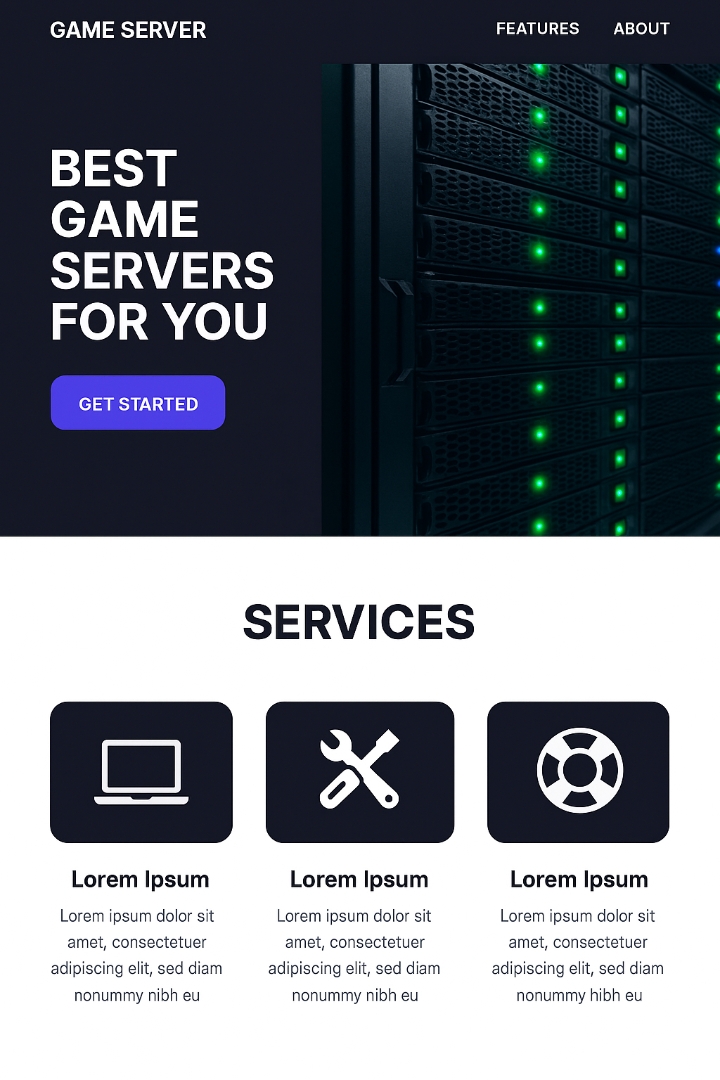 GAME SERVER
FEATURES
ABOUT
BEST
GAME
SERVERS
FOR YOU
GET STARTED
SERVICES
Lorem Ipsum
Lorem ipsum dolor sit
amet, consectetuer
adipiscing elit, sed diam
nonummy nibh eu
Lorem Ipsum
Lorem ipsum dolor sit
amet, consectetuer
adipiscing elit, sed diam
nonummy nibh eu
Lorem Ipsum
Lorem ipsum dolor sit
amet, consectetuer
adipiscing elit, sed diam
nonummy hibh eu